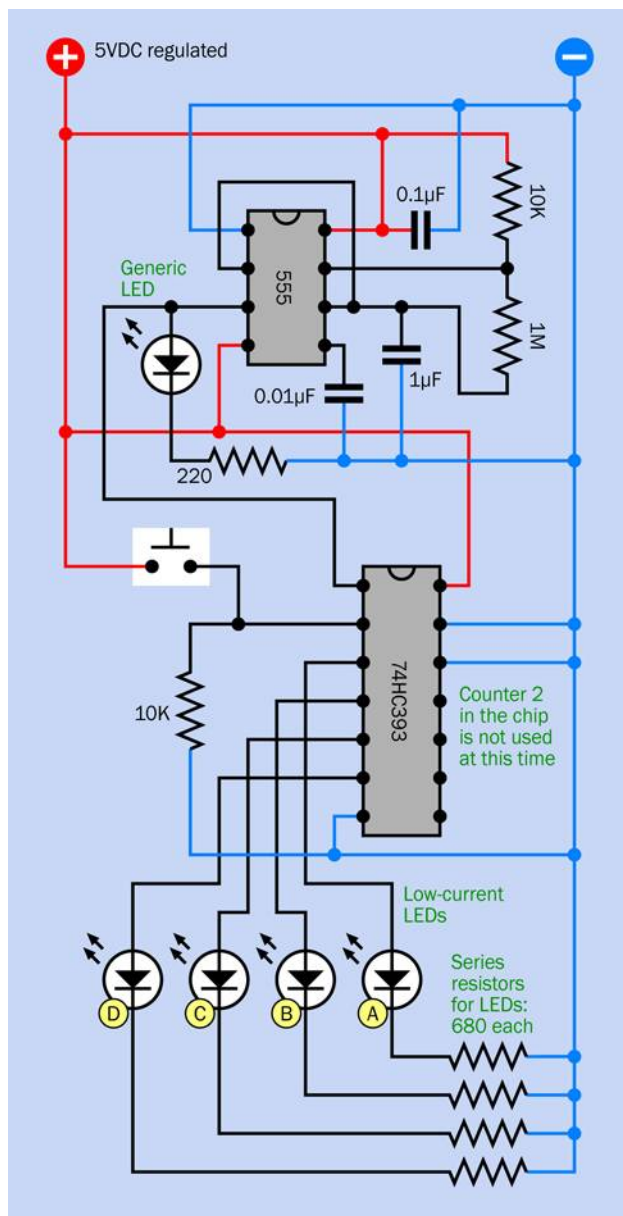 +
5VDC regulated
−
0.1µF
10K
Generic
LED
555
1M
0.01µF
1µF
220
10K
74HC393
Counter 2
in the chip
is not used
at this time
Low-current
LEDs
Series
resistors
for LEDs:
680 each
D
C
B
A